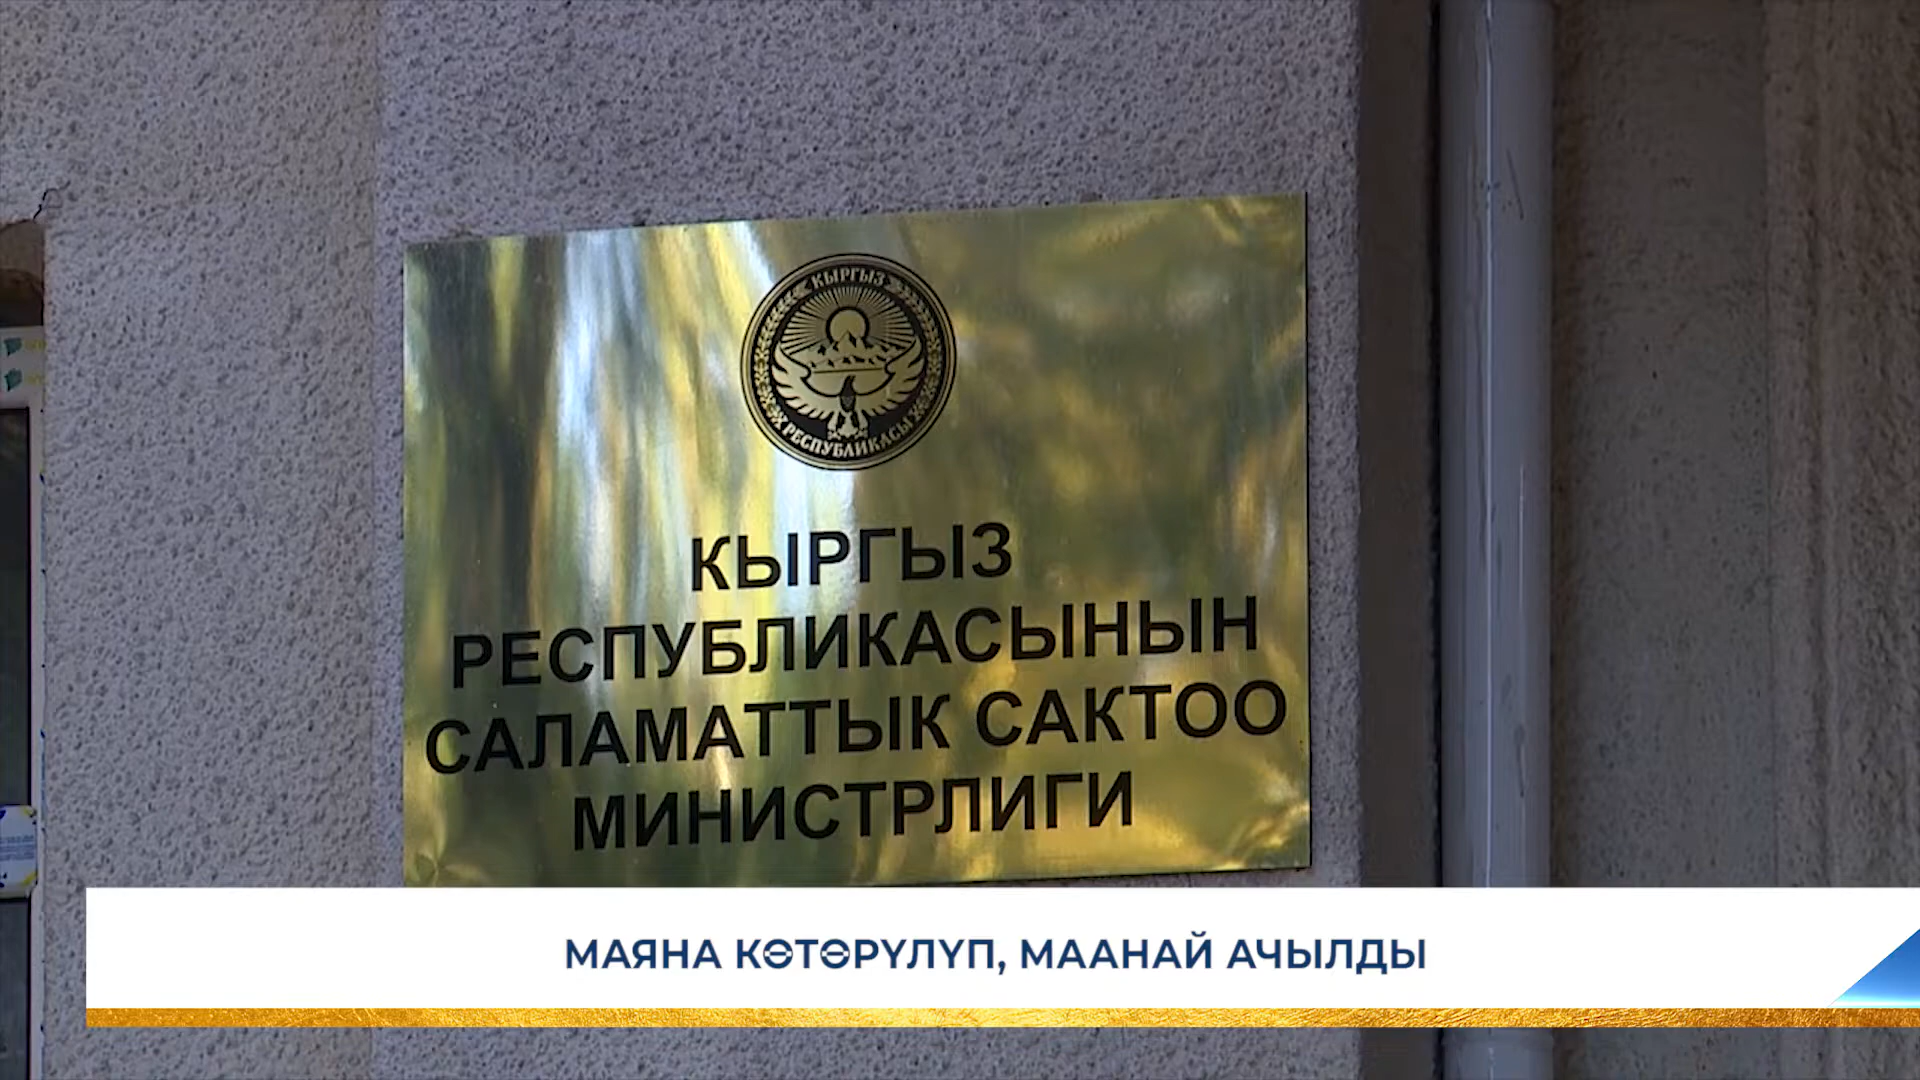 КЫРГЫЗ
РЕСПУБЛИКАСЫ
КЫРГЫЗ
РЕСПУБЛИКАСЫНЫН
САЛАМАТТЫК САКТОО
МИНИСТРЛИГИ
МАЯНА КӨТӨРҮЛҮП, МААНАЙ АЧЫЛДЫ